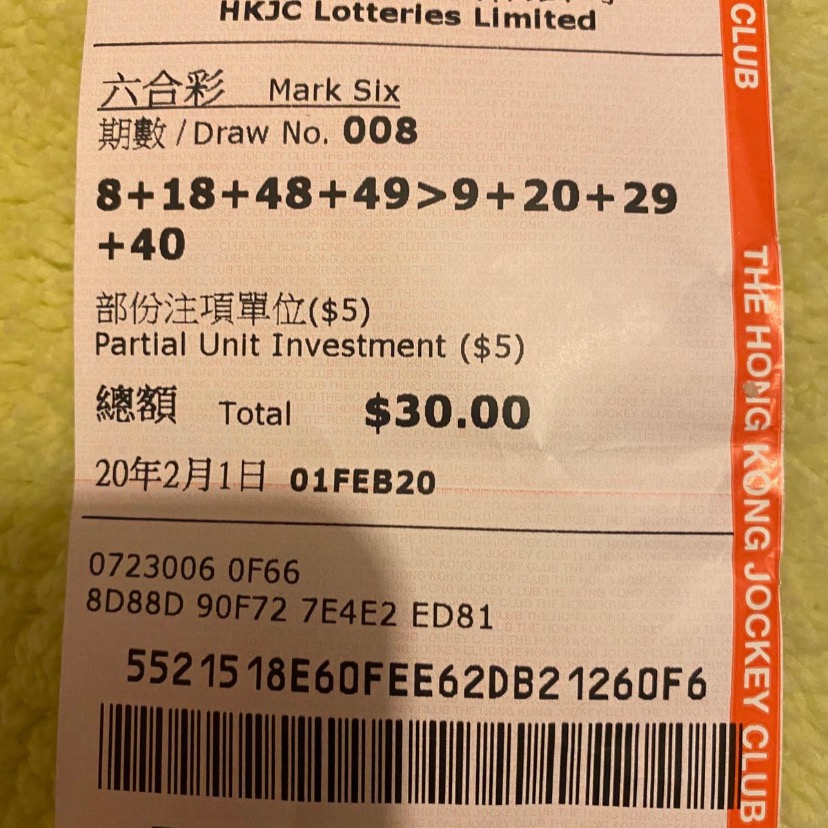 HKJC Lotteries Limited
六合彩 Mark Six
期數/Draw No. 008
8+18+48+49>9+20+29
+40
部份注項單位($5)
Partial Unit Investment ($5)
總額 Total $30.00
20年2月1日 01FEB20
0723006 0F66
8D88D 90F72 7E4E2 ED81
5521518E60FEE62DB21260F6
CLUB
THE HONG KONG JOCKEY CLUB